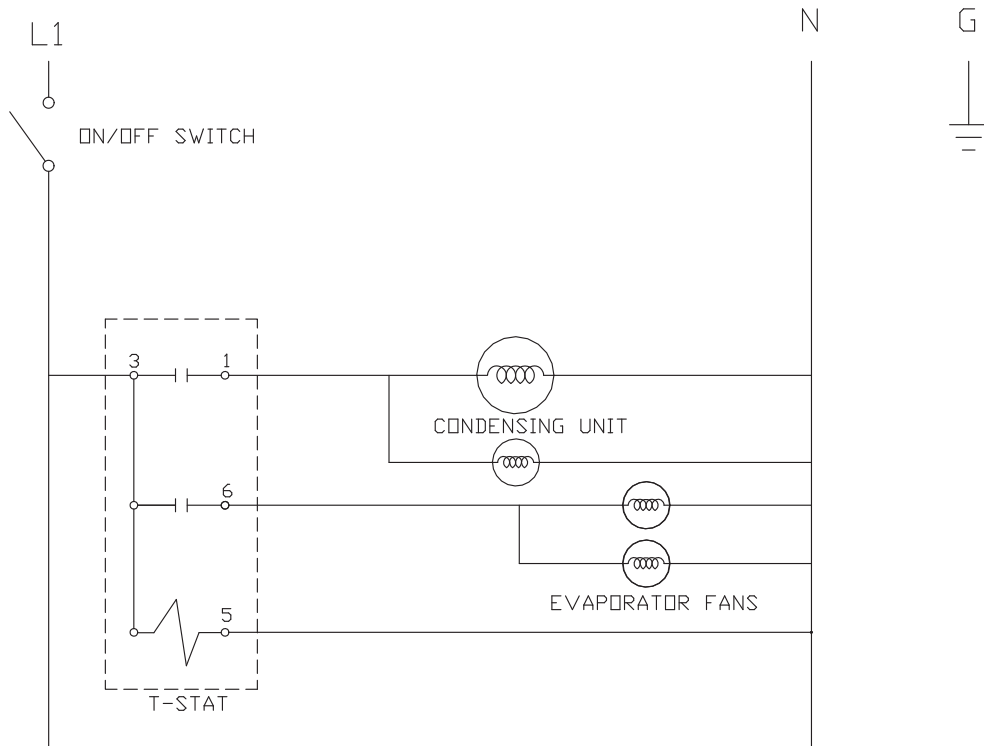 L1
N
G
ON/OFF SWITCH
3
1
CONDENSING UNIT
6
EVAPORATOR FANS
5
T-STAT